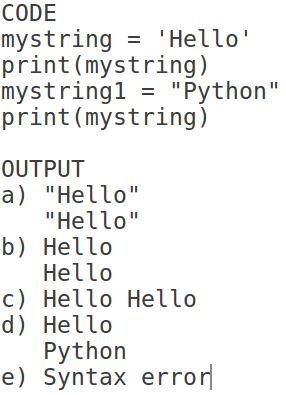 CODE
mystring = 'Hello'
print(mystring)
mystring1 = "Python"
print(mystring)

OUTPUT
a) "Hello"
   "Hello"
b) Hello
   Hello
c) Hello Hello
d) Hello
   Python
e) Syntax error